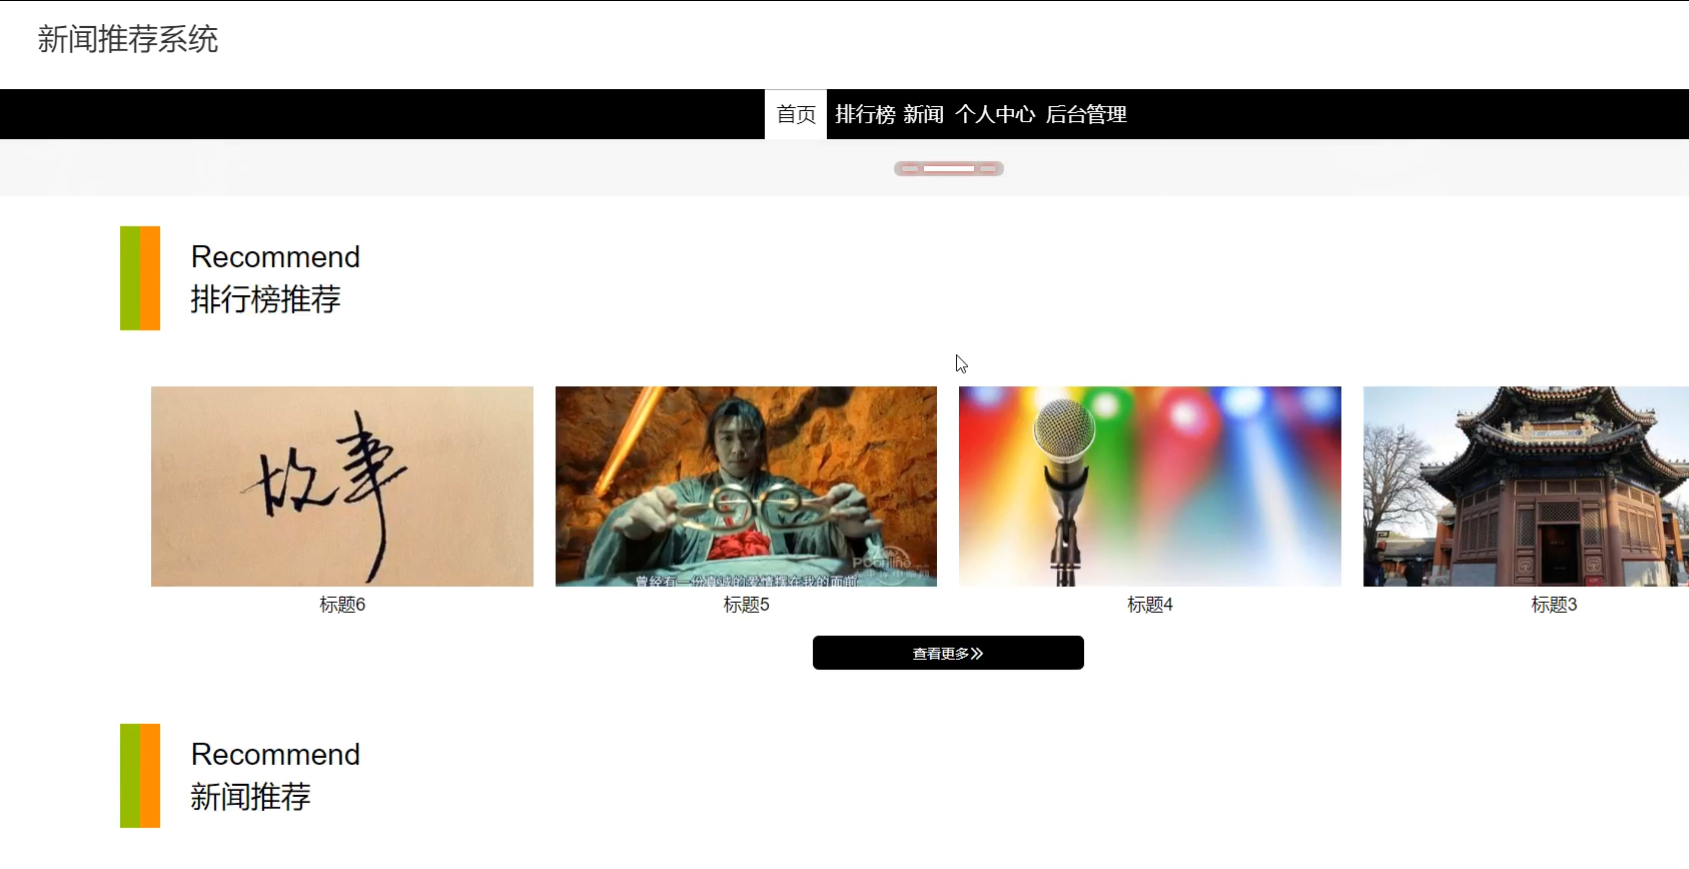 新闻推荐系统
首页 排行榜 新闻 个人中心 后台管理
Recommend
排行榜推荐
故事
PConline
曾经有一份真诚的爱情摆在我的面前
标题6
标题5
标题4
标题3
查看更多
Recommend
新闻推荐